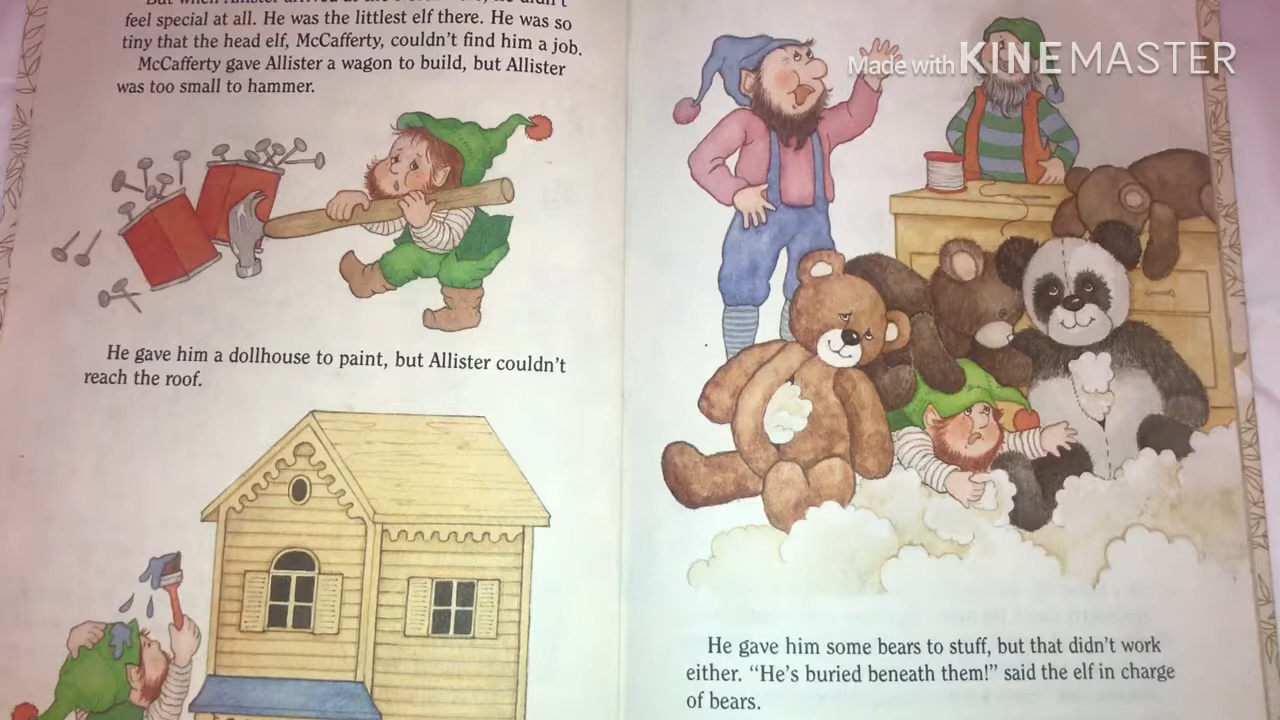 feel special at all. He was the littlest elf there. He was so
tiny that the head elf, McCafferty, couldn't find him a job.
McCafferty gave Allister a wagon to build, but Allister
was too small to hammer.
He gave him a dollhouse to paint, but Allister couldn't
reach the roof.
Made with KINEMASTER
He gave him some bears to stuff, but that didn't work
either. “He's buried beneath them!” said the elf in charge
of bears.